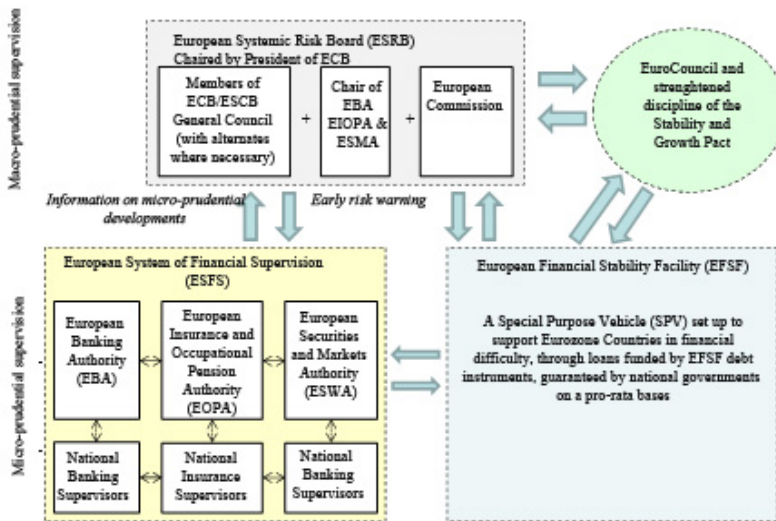 Macro-prudential supervision
European Systemic Risk Board (ESRB)
Chaired by President of ECB
Members of
ECB/ESCB
General Council
(with alternates
where necessary)
+
Chair of
EBA
EIOPA &
ESMA
+
European
Commission
EuroCouncil and
strenghtened
discipline of the
Stability and
Growth Pact
Information on micro-prudential
developments
Early risk warning
Micro-prudential supervision
European System of Financial Supervision
(ESFS)
European
Banking
Authority
(EBA)
European
Insurance and
Occupational
Pension
Authority
(EOPA)
European
Securities
and Markets
Authority
(ESWA)
National
Banking
Supervisors
National
Insurance
Supervisors
National
Banking
Supervisors
European Financial Stability Facility (EFSF)
A Special Purpose Vehicle (SPV) set up to
support Eurozone Countries in financial
difficulty, through loans funded by EFSF debt
instruments, guaranteed by national governments
on a pro-rata bases